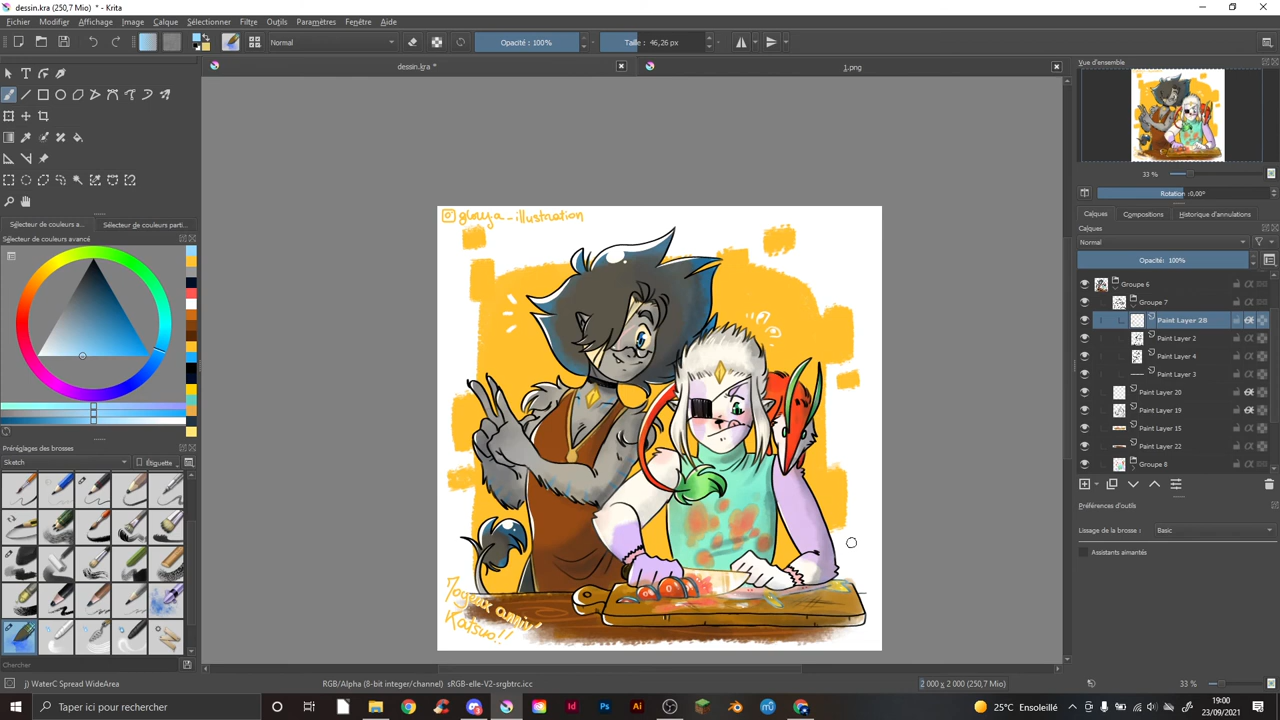 dessin.kra (250,7 Mio) * - Krita
Fichier Modifier Affichage Image Calque Sélectionner Filtre Outils Paramètres Fenêtre Aide
Normal Opacité : 100% Taille : 46,26 px
dessin.kra * 1.png
Vue d'ensemble
33 %
Rotation :0,00°
Calques Compositions Historique d'annulations
Calques
Normal
Opacité: 100%
Groupe 6
Groupe 7
Paint Layer 28
Paint Layer 2
Paint Layer 4
Paint Layer 3
Paint Layer 20
Paint Layer 19
Paint Layer 15
Paint Layer 22
Groupe 8
Préférences d'outils
Lissage de la brosse : Basic
Assistants aimantés
Sélecteur de couleurs a... Sélecteur de couleurs parti...
Sélecteur de couleurs avancé
Préréglages des brosses
Sketch Étiquette
Chercher
_illustration
Joyeux anniv'
Katsuo!!
j) WaterC Spread WideArea RGB/Alpha (8-bit integer/channel) sRGB-elle-V2-srgbtrc.icc 2 000 x 2 000 (250,7 Mio) 33 %
Taper ici pour rechercher
Id Ps Ai
25°C Ensoleillé 19:00
23/09/2021